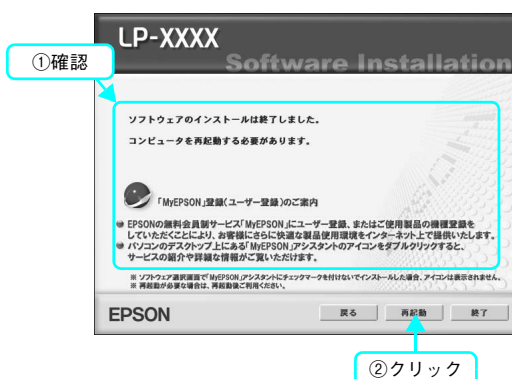 LP-XXXX
Software Installation
①確認
ソフトウェアのインストールは終了しました。
コンピュータを再起動する必要があります。
「MyEPSON」登録(ユーザー登録)のご案内
EPSONの無料会員制サービス「MyEPSON」にユーザー登録、またはご使用製品の機種登録を
していただくことにより、お客様にさらに快適な製品使用環境をインターネット上で提供いたします。
パソコンのデスクトップ上にある「MyEPSON」アシスタントのアイコンをダブルクリックすると、
サービスの紹介や詳細な情報がご覧いただけます。
※ ソフトウェア選択画面で「MyEPSON」アシスタントにチェックマークを付けないでインストールした場合、アイコンは表示されません。
※ 再起動が必要な場合は、再起動後ご利用ください。
EPSON
戻る
再起動
終了
②クリック